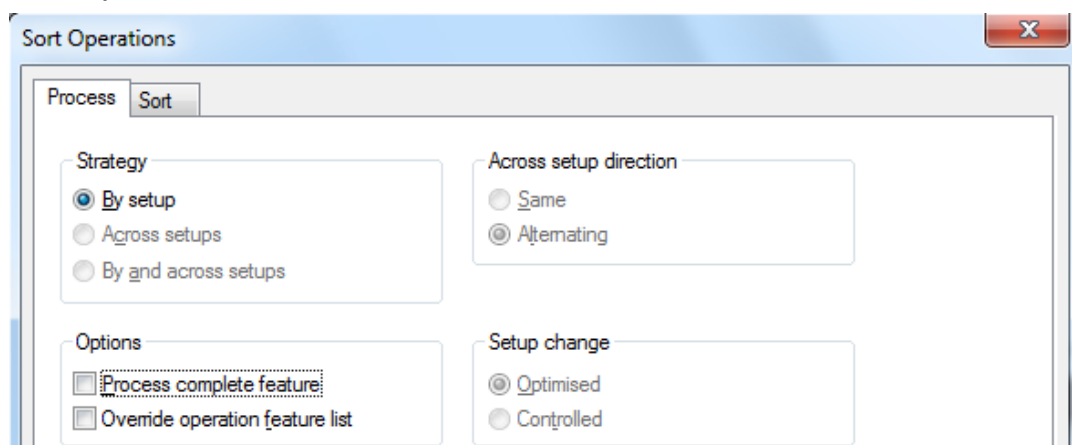 Sort Operations
Process
Sort
Strategy
By setup
Across setups
By and across setups
Across setup direction
Same
Alternating
Options
Process complete feature
Override operation feature list
Setup change
Optimised
Controlled